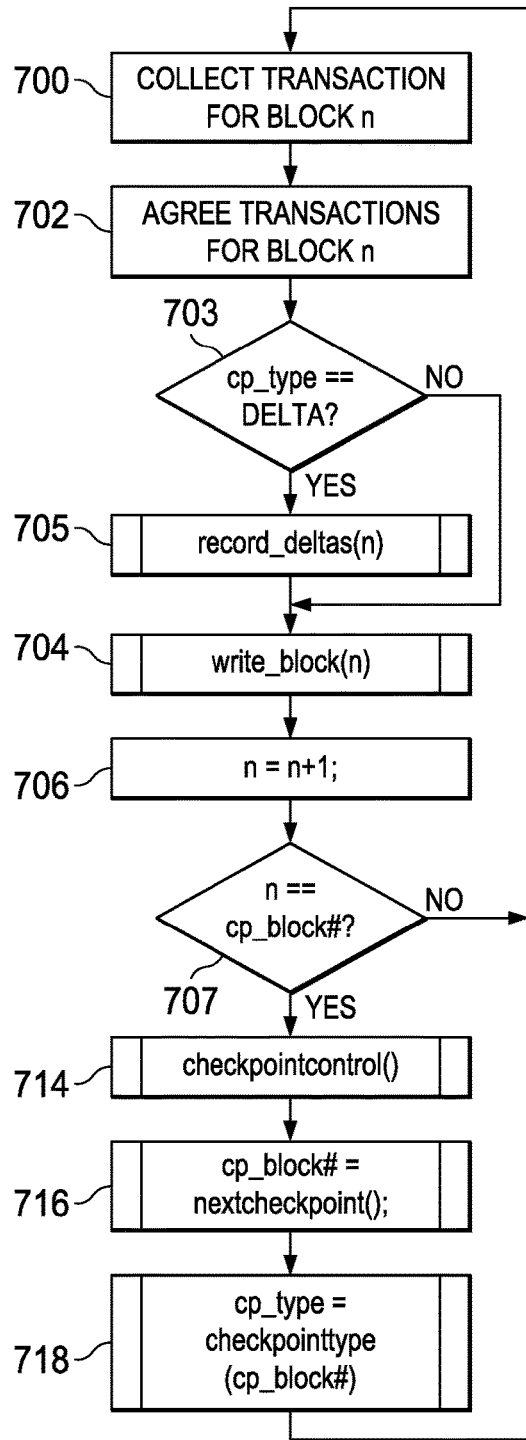 700
COLLECT TRANSACTION
FOR BLOCK n
702
AGREE TRANSACTIONS
FOR BLOCK n
703
cp_type ==
DELTA?
NO
YES
705
record_deltas(n)
704
write_block(n)
706
n = n+1;
n ==
cp_block#?
NO
707
YES
714
checkpointcontrol()
716
cp_block# =
nextcheckpoint();
718
cp_type =
checkpointtype
(cp_block#)